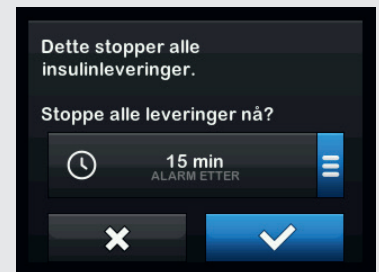 Dette stopper alle
insulinleveringer.
Stoppe alle leveringer nå?
15 min
ALARM ETTER